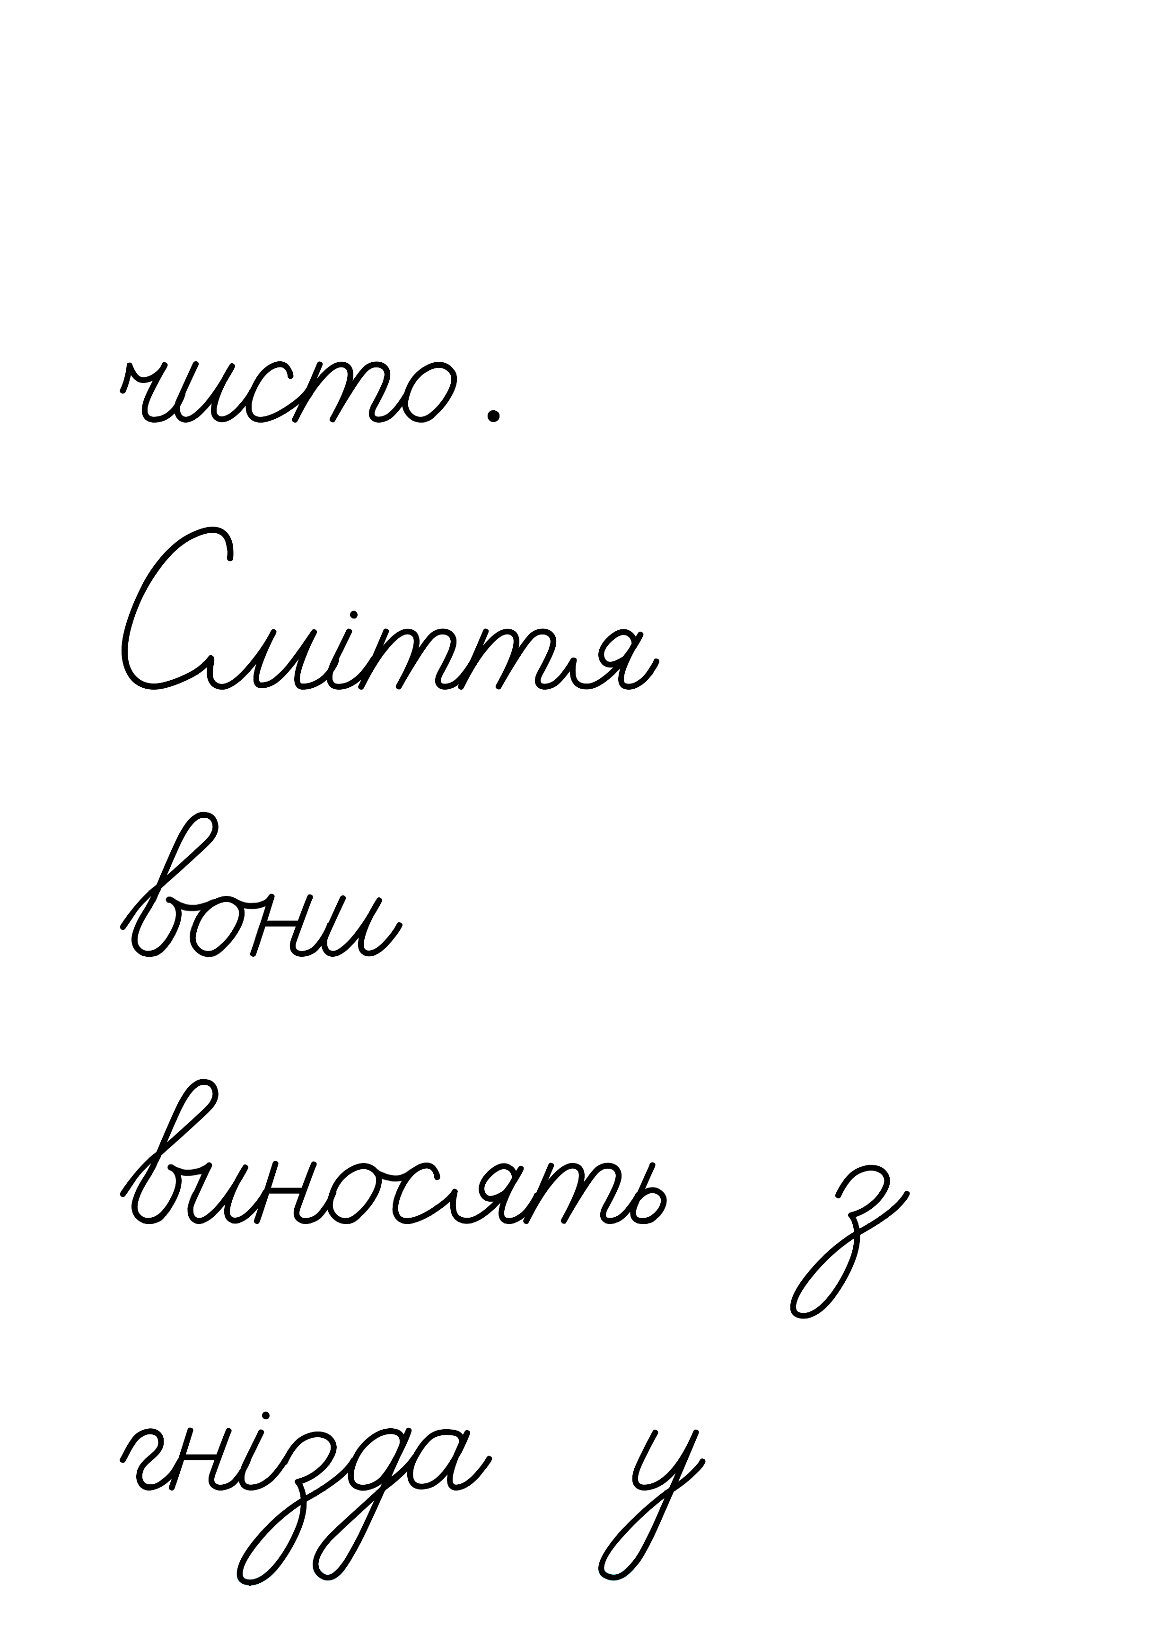 чисто .
Сміття
вони
виносять з
гнізда у